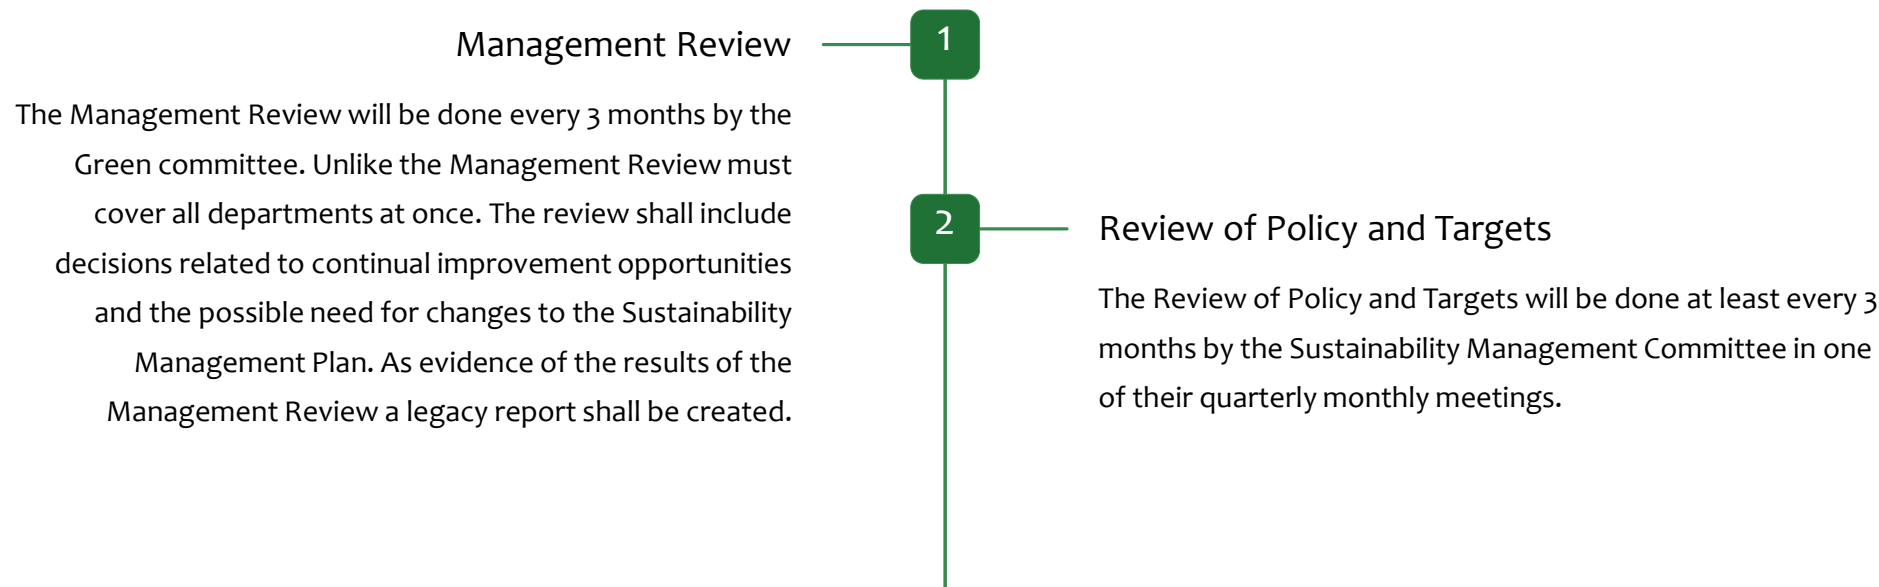 Management Review
1
The Management Review will be done every 3 months by the
Green committee. Unlike the Management Review must
cover all departments at once. The review shall include
decisions related to continual improvement opportunities
and the possible need for changes to the Sustainability
Management Plan. As evidence of the results of the
Management Review a legacy report shall be created.
2
Review of Policy and Targets
The Review of Policy and Targets will be done at least every 3
months by the Sustainability Management Committee in one
of their quarterly monthly meetings.